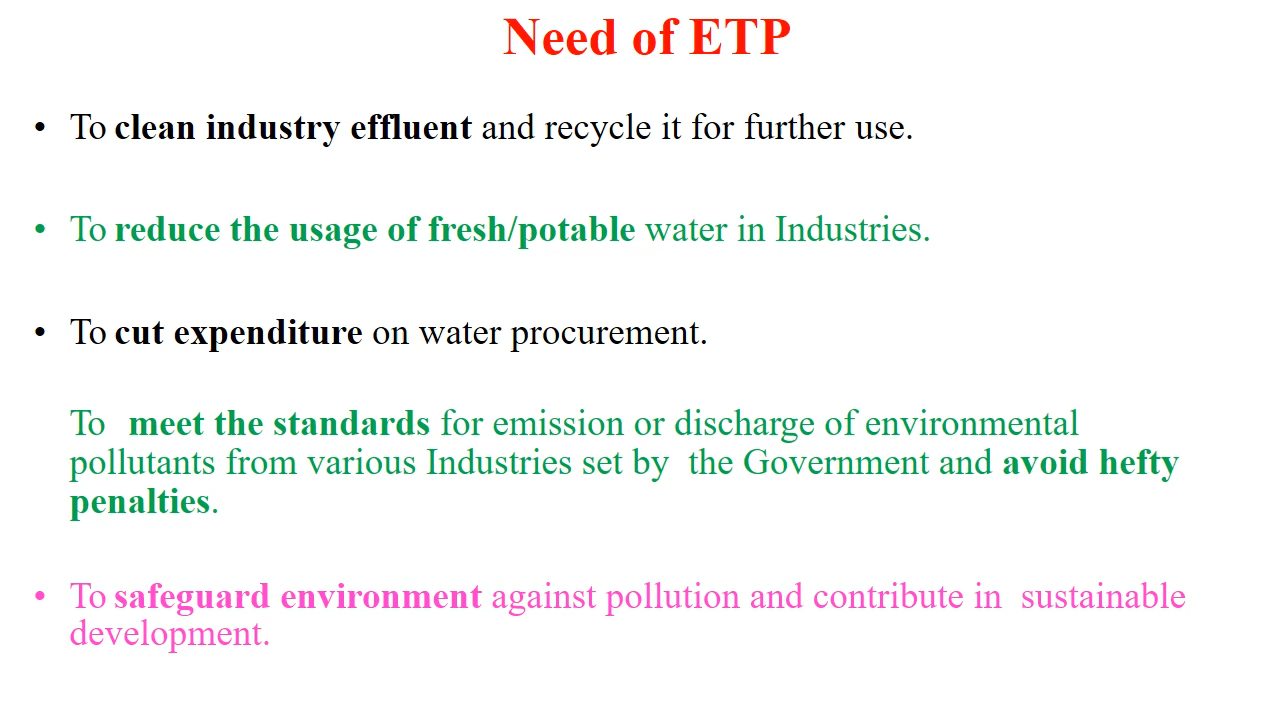 Need of ETP
• To clean industry effluent and recycle it for further use.
• To reduce the usage of fresh/potable water in Industries.
• To cut expenditure on water procurement.
To meet the standards for emission or discharge of environmental
pollutants from various Industries set by the Government and avoid hefty
penalties.
• To safeguard environment against pollution and contribute in sustainable
development.